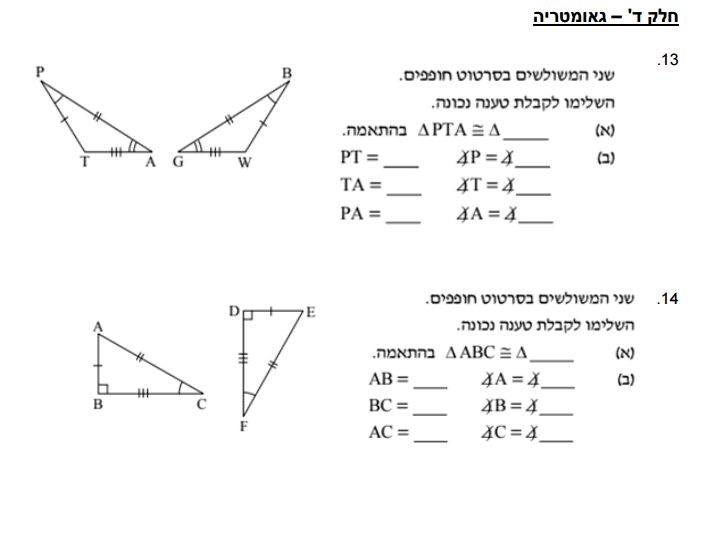 חלק ד' – גאומטריה
13.
שני המשולשים בסרטוט חופפים.
השלימו לקבלת טענה נכונה.
(א) ΔPTA ≅ Δ_____ בהתאמה.
(ב) ∢P = ∢____ PT = ____
∢T = ∢____ TA = ____
∢A = ∢____ PA = ____
P B
T A G W
14. שני המשולשים בסרטוט חופפים.
השלימו לקבלת טענה נכונה.
(א) ΔABC ≅ Δ______ בהתאמה.
(ב) ∢A = ∢____ AB = ____
∢B = ∢____ BC = ____
∢C = ∢____ AC = ____
D E
A
B C
F